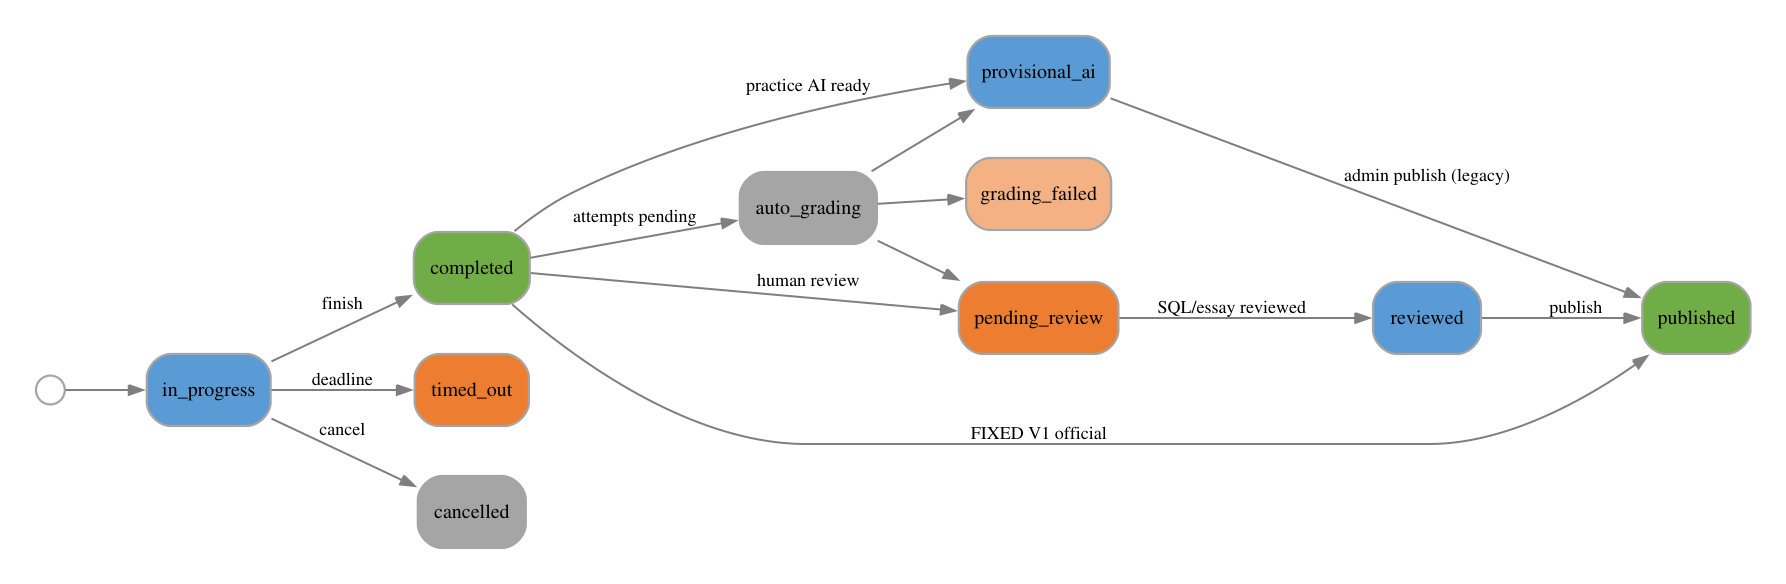 provisional_ai
practice AI ready
admin publish (legacy)
grading_failed
auto_grading
attempts pending
completed
human review
finish
pending_review
SQL/essay reviewed
reviewed
publish
published
in_progress
deadline
timed_out
cancel
FIXED V1 official
cancelled